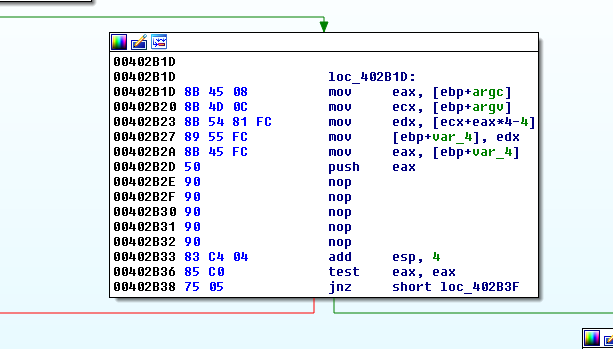 00402B1D
00402B1D loc_402B1D:
00402B1D 8B 45 08 mov eax, [ebp+argc]
00402B20 8B 4D 0C mov ecx, [ebp+argv]
00402B23 8B 54 81 FC mov edx, [ecx+eax*4-4]
00402B27 89 55 FC mov [ebp+var_4], edx
00402B2A 8B 45 FC mov eax, [ebp+var_4]
00402B2D 50 push eax
00402B2E 90 nop
00402B2F 90 nop
00402B30 90 nop
00402B31 90 nop
00402B32 90 nop
00402B33 83 C4 04 add esp, 4
00402B36 85 C0 test eax, eax
00402B38 75 05 jnz short loc_402B3F